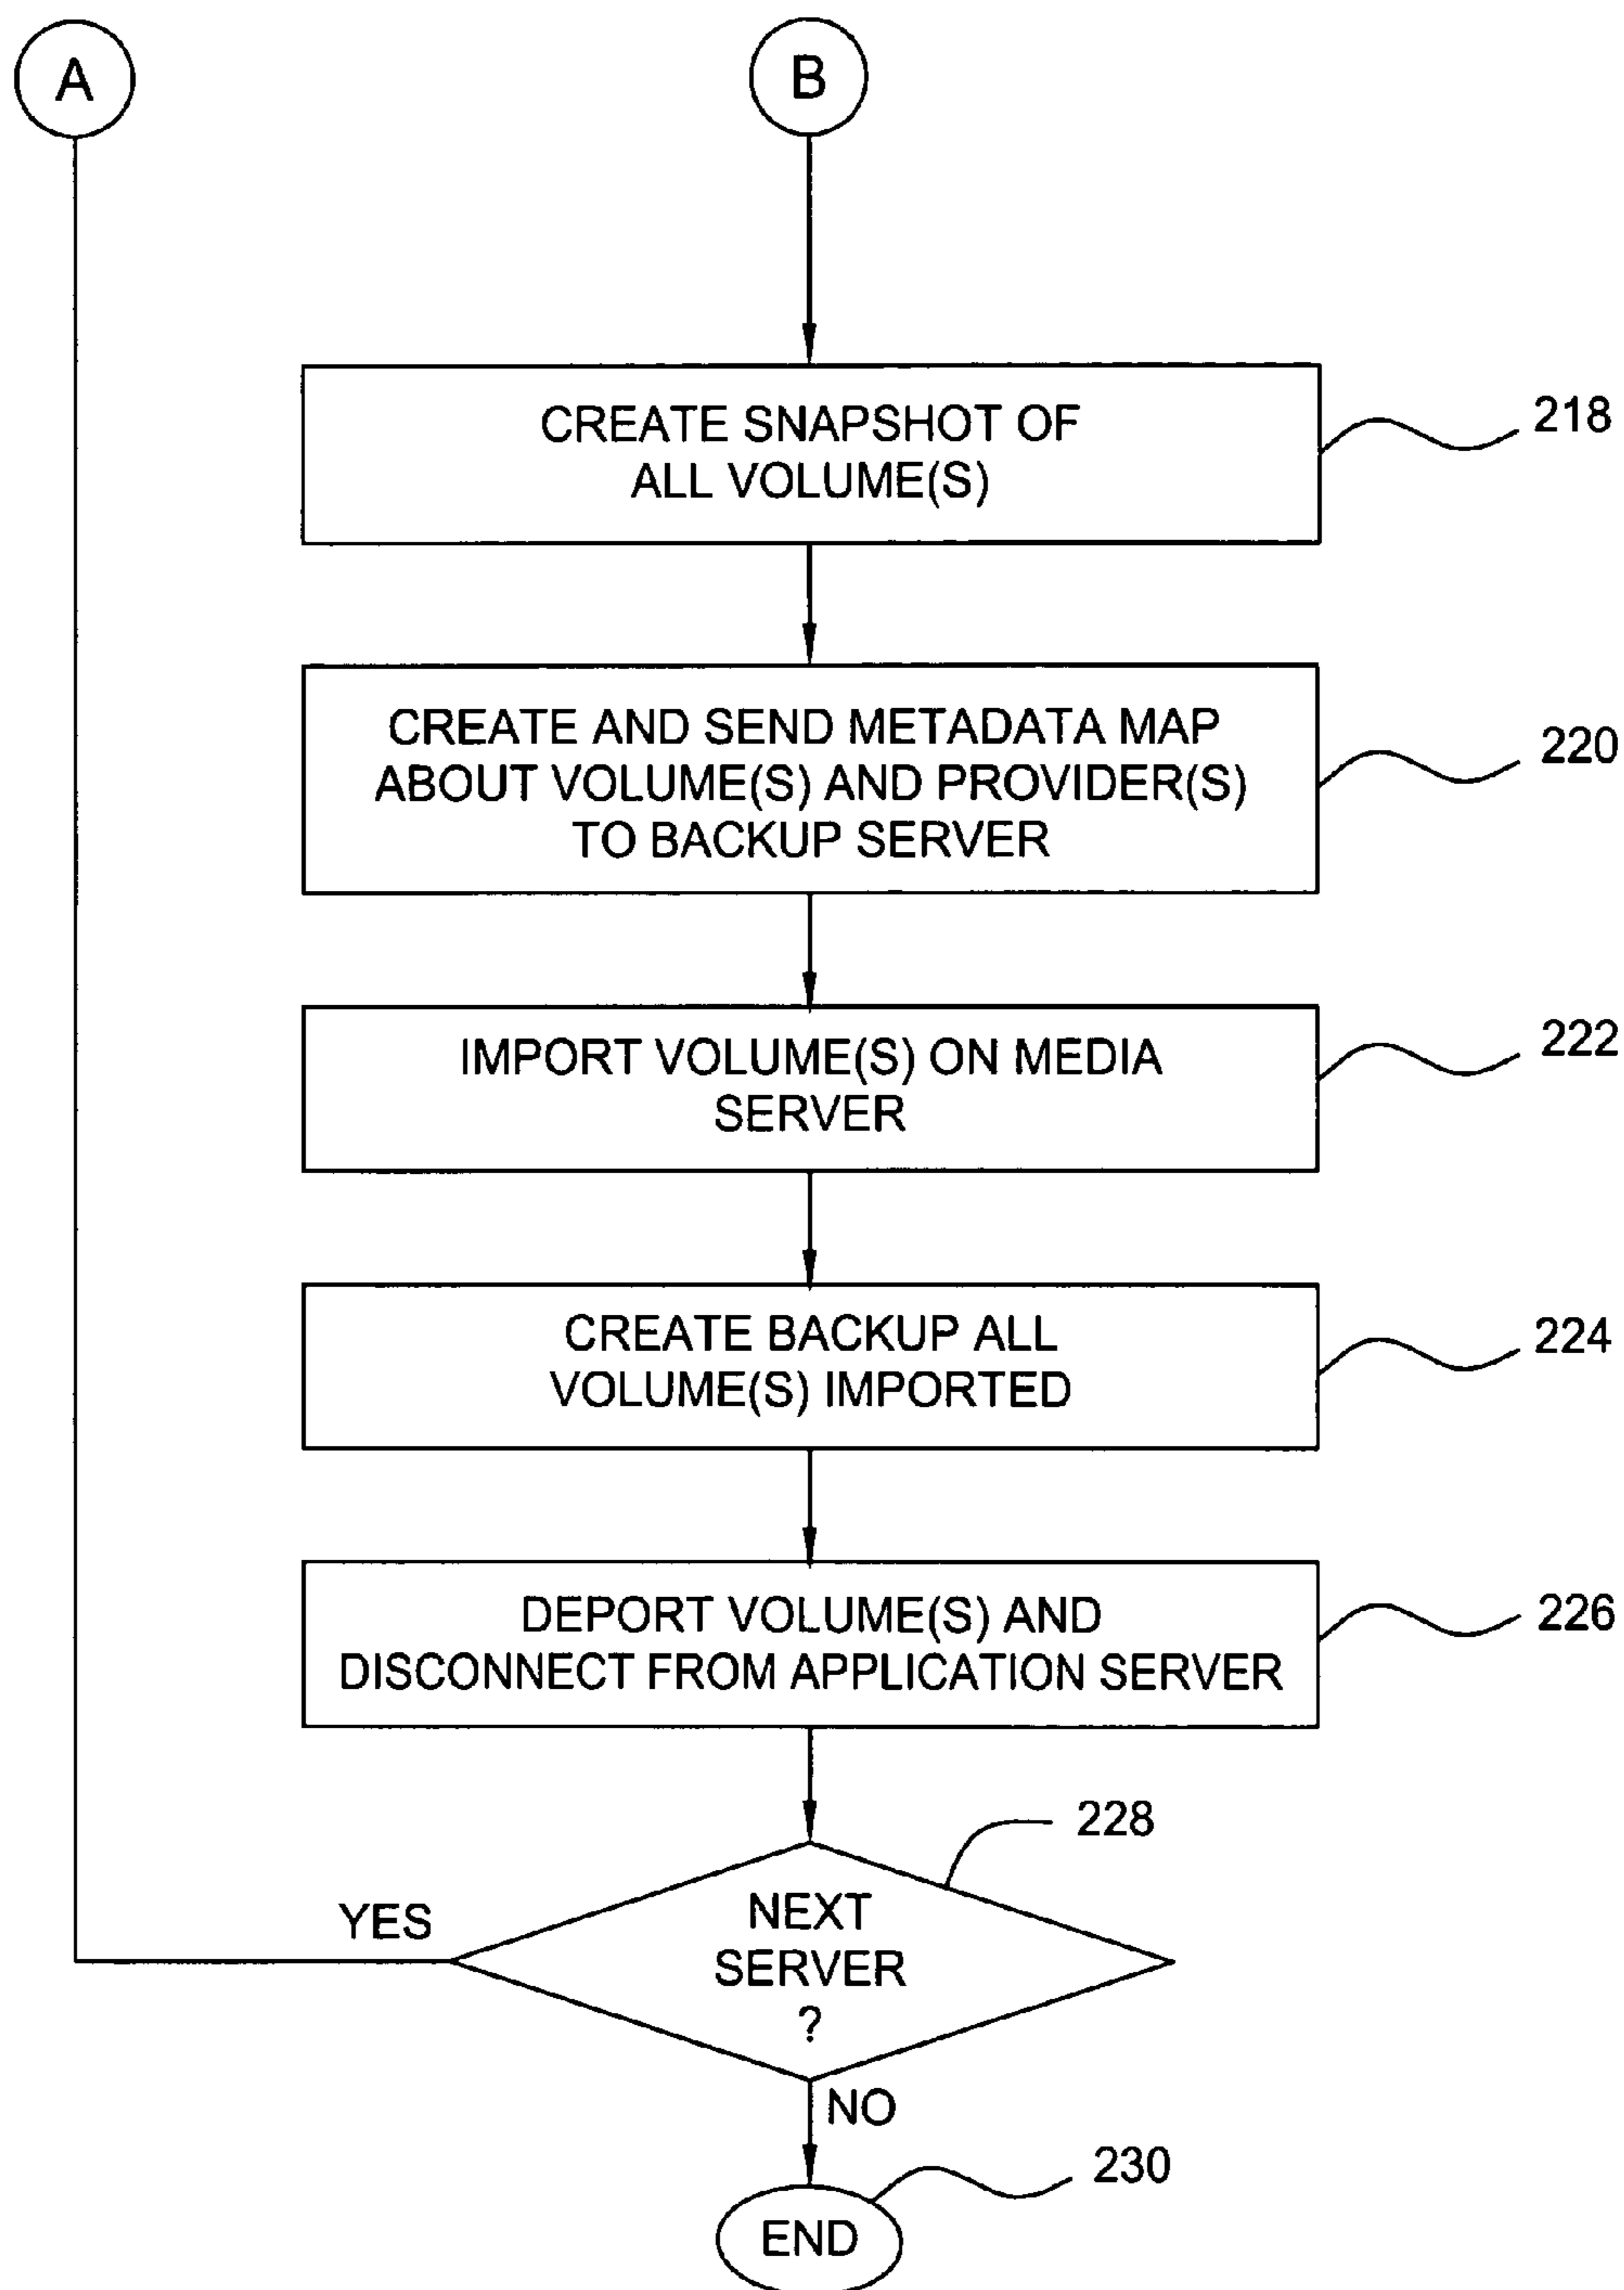 A
B
CREATE SNAPSHOT OF
ALL VOLUME(S)
218
CREATE AND SEND METADATA MAP
ABOUT VOLUME(S) AND PROVIDER(S)
TO BACKUP SERVER
220
IMPORT VOLUME(S) ON MEDIA
SERVER
222
CREATE BACKUP ALL
VOLUME(S) IMPORTED
224
DEPORT VOLUME(S) AND
DISCONNECT FROM APPLICATION SERVER
226
228
YES
NEXT
SERVER
?
NO
230
END